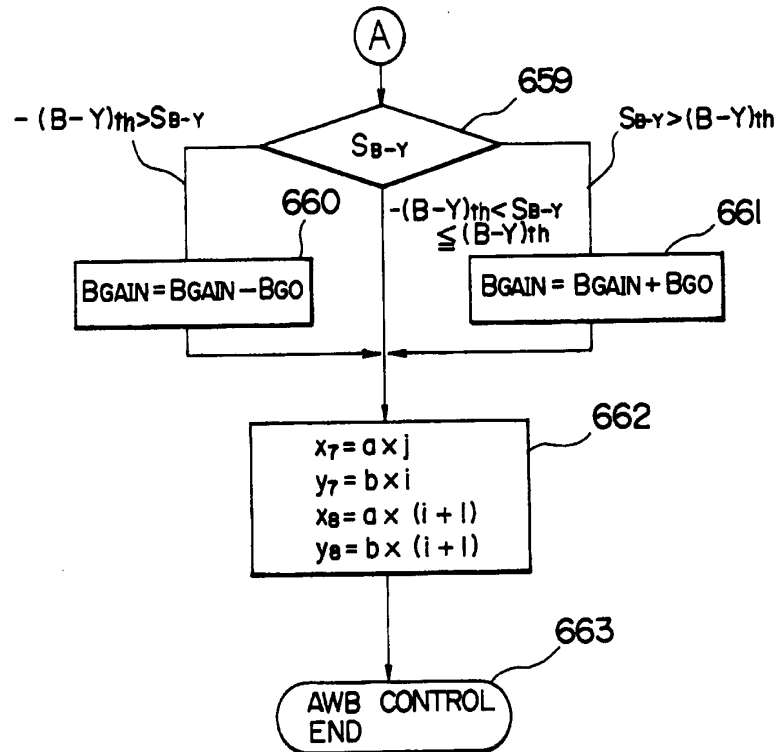 A
659
-(B-Y)th>SB-Y
SB-Y>(B-Y)th
SB-Y
660
-(B-Y)th<SB-Y
≦(B-Y)th
661
BGAIN=BGAIN-BGO
BGAIN=BGAIN+BGO
662
x7=a×j
y7=b×i
x8=a×(i+1)
y8=b×(i+1)
663
AWB CONTROL
END